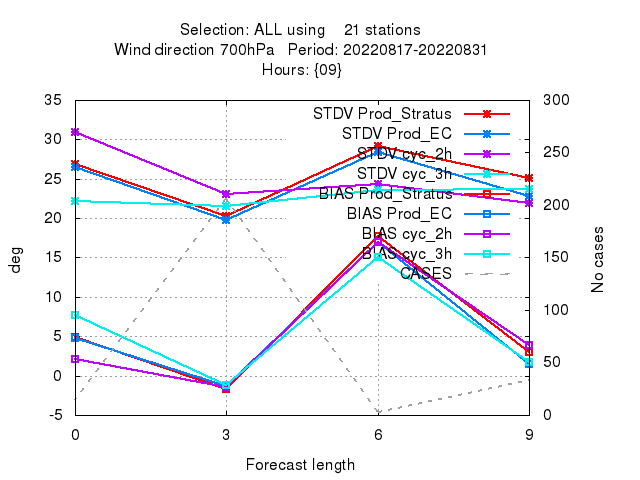 Selection: ALL using 21 stations
Wind direction 700hPa Period: 20220817-20220831
Hours: {09}
35
30
25
20
15
10
5
0
-5
300
250
200
150
100
50
0
0 3 6 9
deg
No cases
Forecast length
STDV Prod_Stratus
STDV Prod_EC
STDV cyc_2h
STDV cyc_3h
BIAS Prod_Stratus
BIAS Prod_EC
BIAS cyc_2h
BIAS cyc_3h
CASES